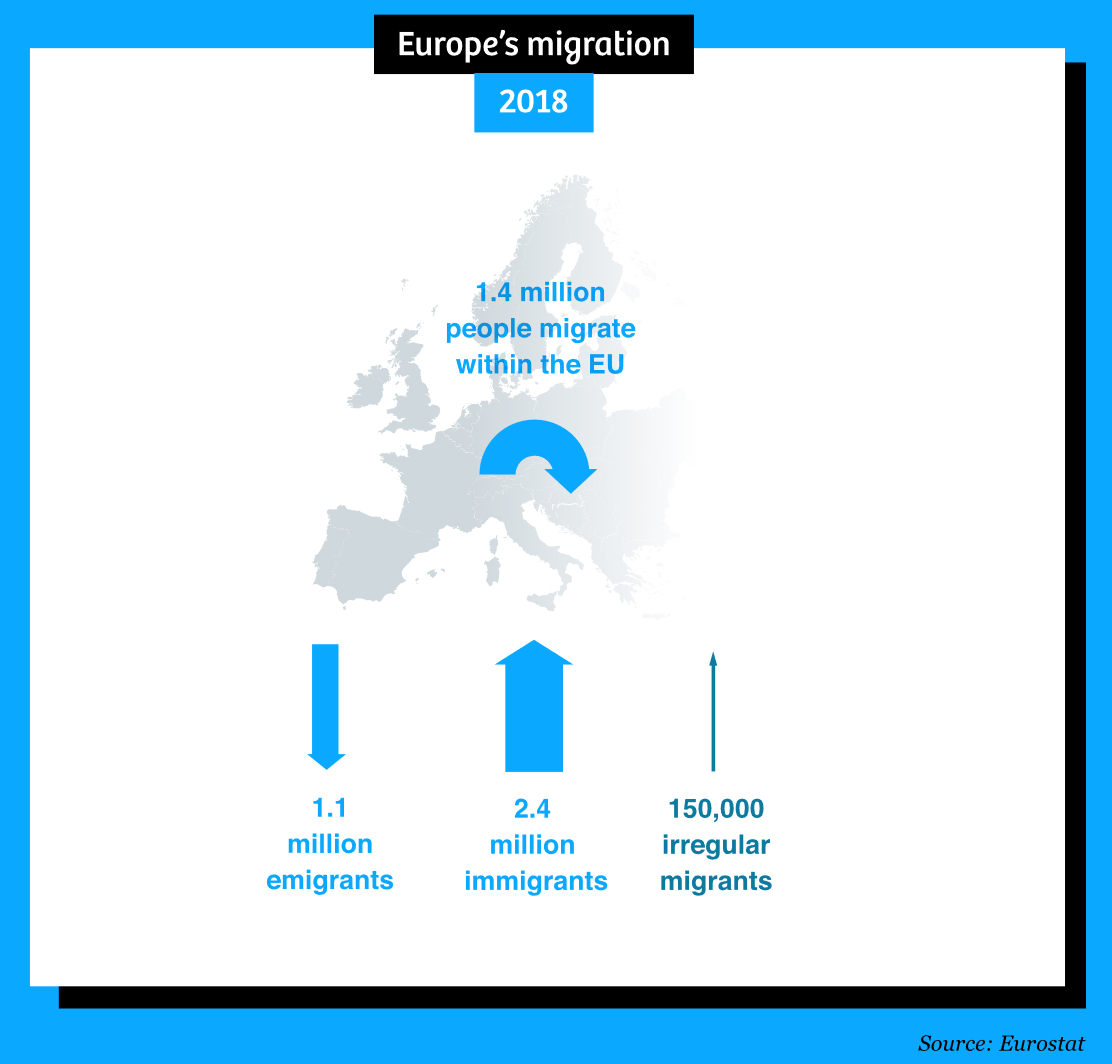 Europe’s migration
2018
1.4 million
people migrate
within the EU
1.1
million
emigrants
2.4
million
immigrants
150,000
irregular
migrants
Source: Eurostat